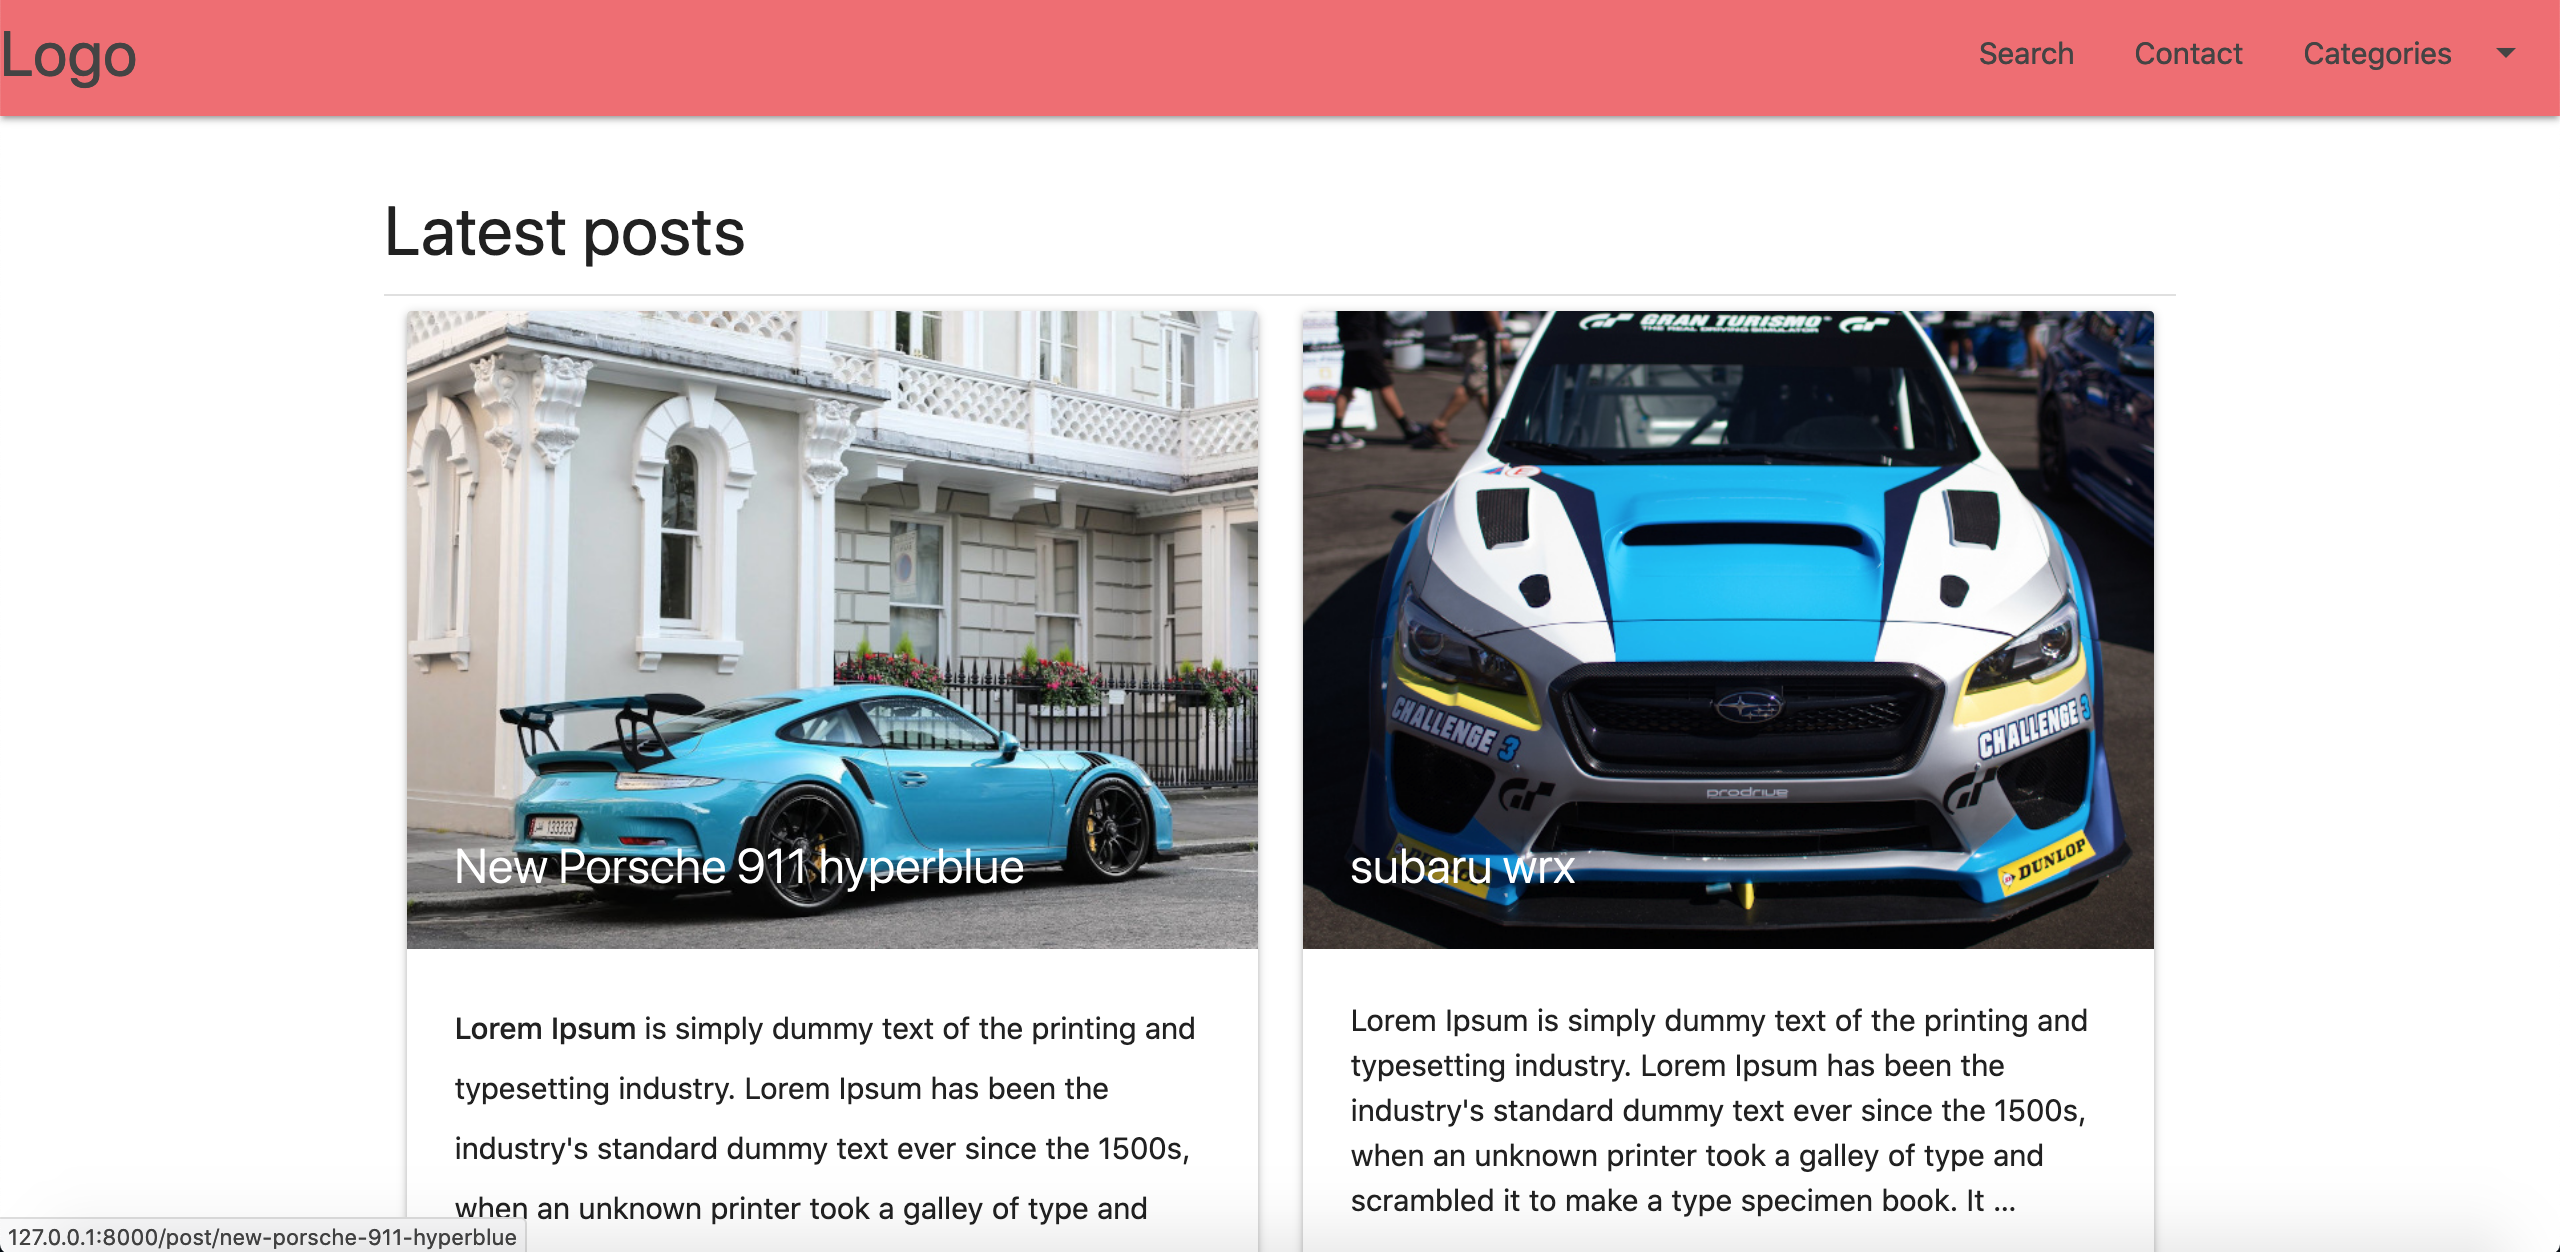 Logo
Search
Contact
Categories
Latest posts
GRAN TURISMO
THE REAL DRIVING SIMULATOR
CHALLENGE 3
CHALLENGE 3
prodrive
DUNLOP
133333
New Porsche 911 hyperblue
subaru wrx
Lorem Ipsum is simply dummy text of the printing and
typesetting industry. Lorem Ipsum has been the
industry's standard dummy text ever since the 1500s,
when an unknown printer took a galley of type and
Lorem Ipsum is simply dummy text of the printing and
typesetting industry. Lorem Ipsum has been the
industry's standard dummy text ever since the 1500s,
when an unknown printer took a galley of type and
scrambled it to make a type specimen book. It ...
127.0.0.1:8000/post/new-porsche-911-hyperblue